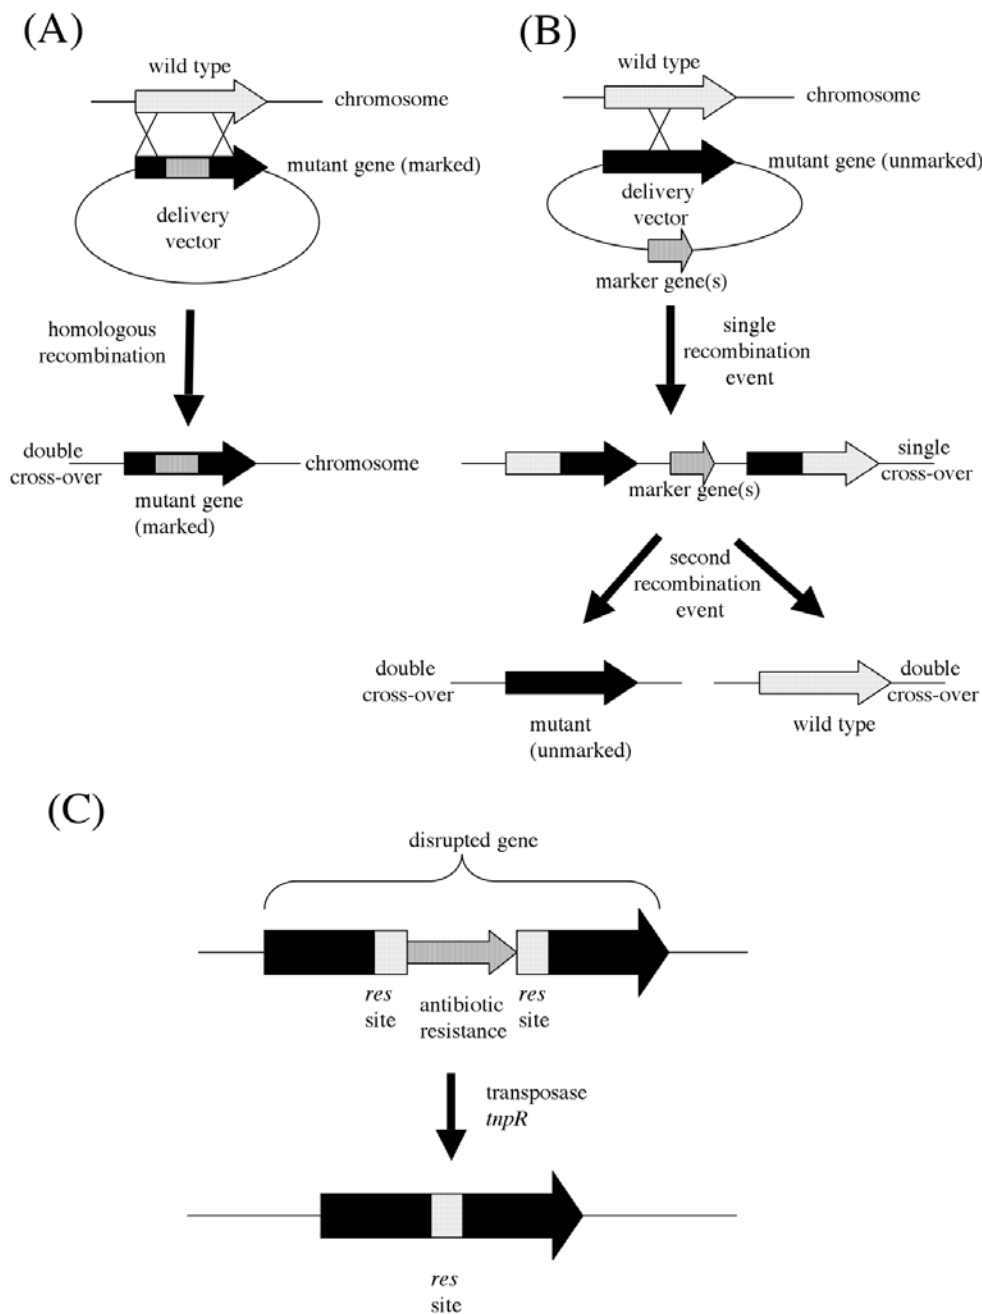 (A)
wild type
chromosome
mutant gene (marked)
delivery
vector
homologous
recombination
double
cross-over
chromosome
mutant gene
(marked)
(B)
wild type
chromosome
mutant gene (unmarked)
delivery
vector
marker gene(s)
single
recombination
event
marker gene(s)
single
cross-over
second
recombination
event
double
cross-over
mutant
(unmarked)
wild type
double
cross-over
(C)
disrupted gene
res
site
antibiotic
resistance
res
site
transposase
tnpR
res
site